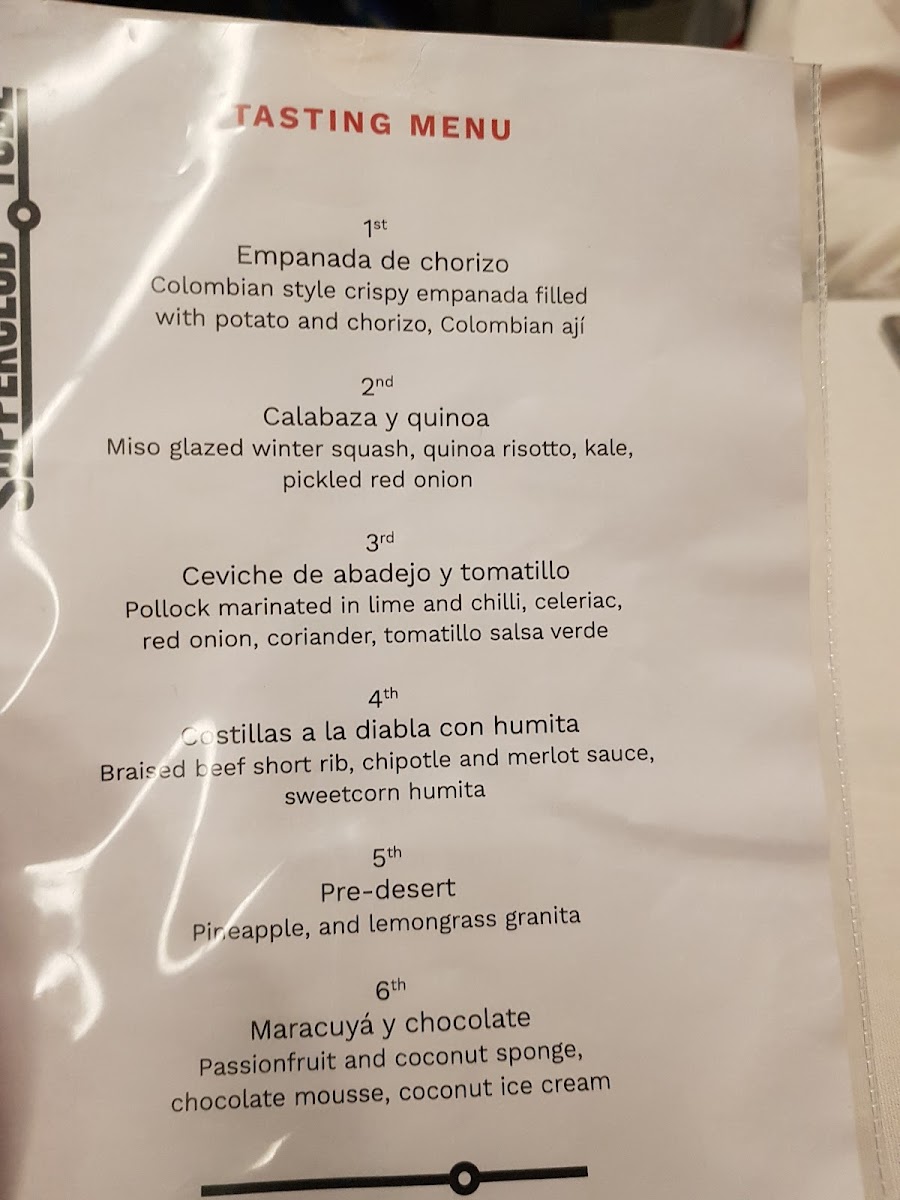 TASTING MENU
1st
Empanada de chorizo
Colombian style crispy empanada filled
with potato and chorizo, Colombian ají
2nd
Calabaza y quinoa
Miso glazed winter squash, quinoa risotto, kale,
pickled red onion
3rd
Ceviche de abadejo y tomatillo
Pollock marinated in lime and chilli, celeriac,
red onion, coriander, tomatillo salsa verde
4th
Costillas a la diabla con humita
Braised beef short rib, chipotle and merlot sauce,
sweetcorn humita
5th
Pre-desert
Pineapple, and lemongrass granita
6th
Maracuyá y chocolate
Passionfruit and coconut sponge,
chocolate mousse, coconut ice cream
SUPPERCLUB TUBE